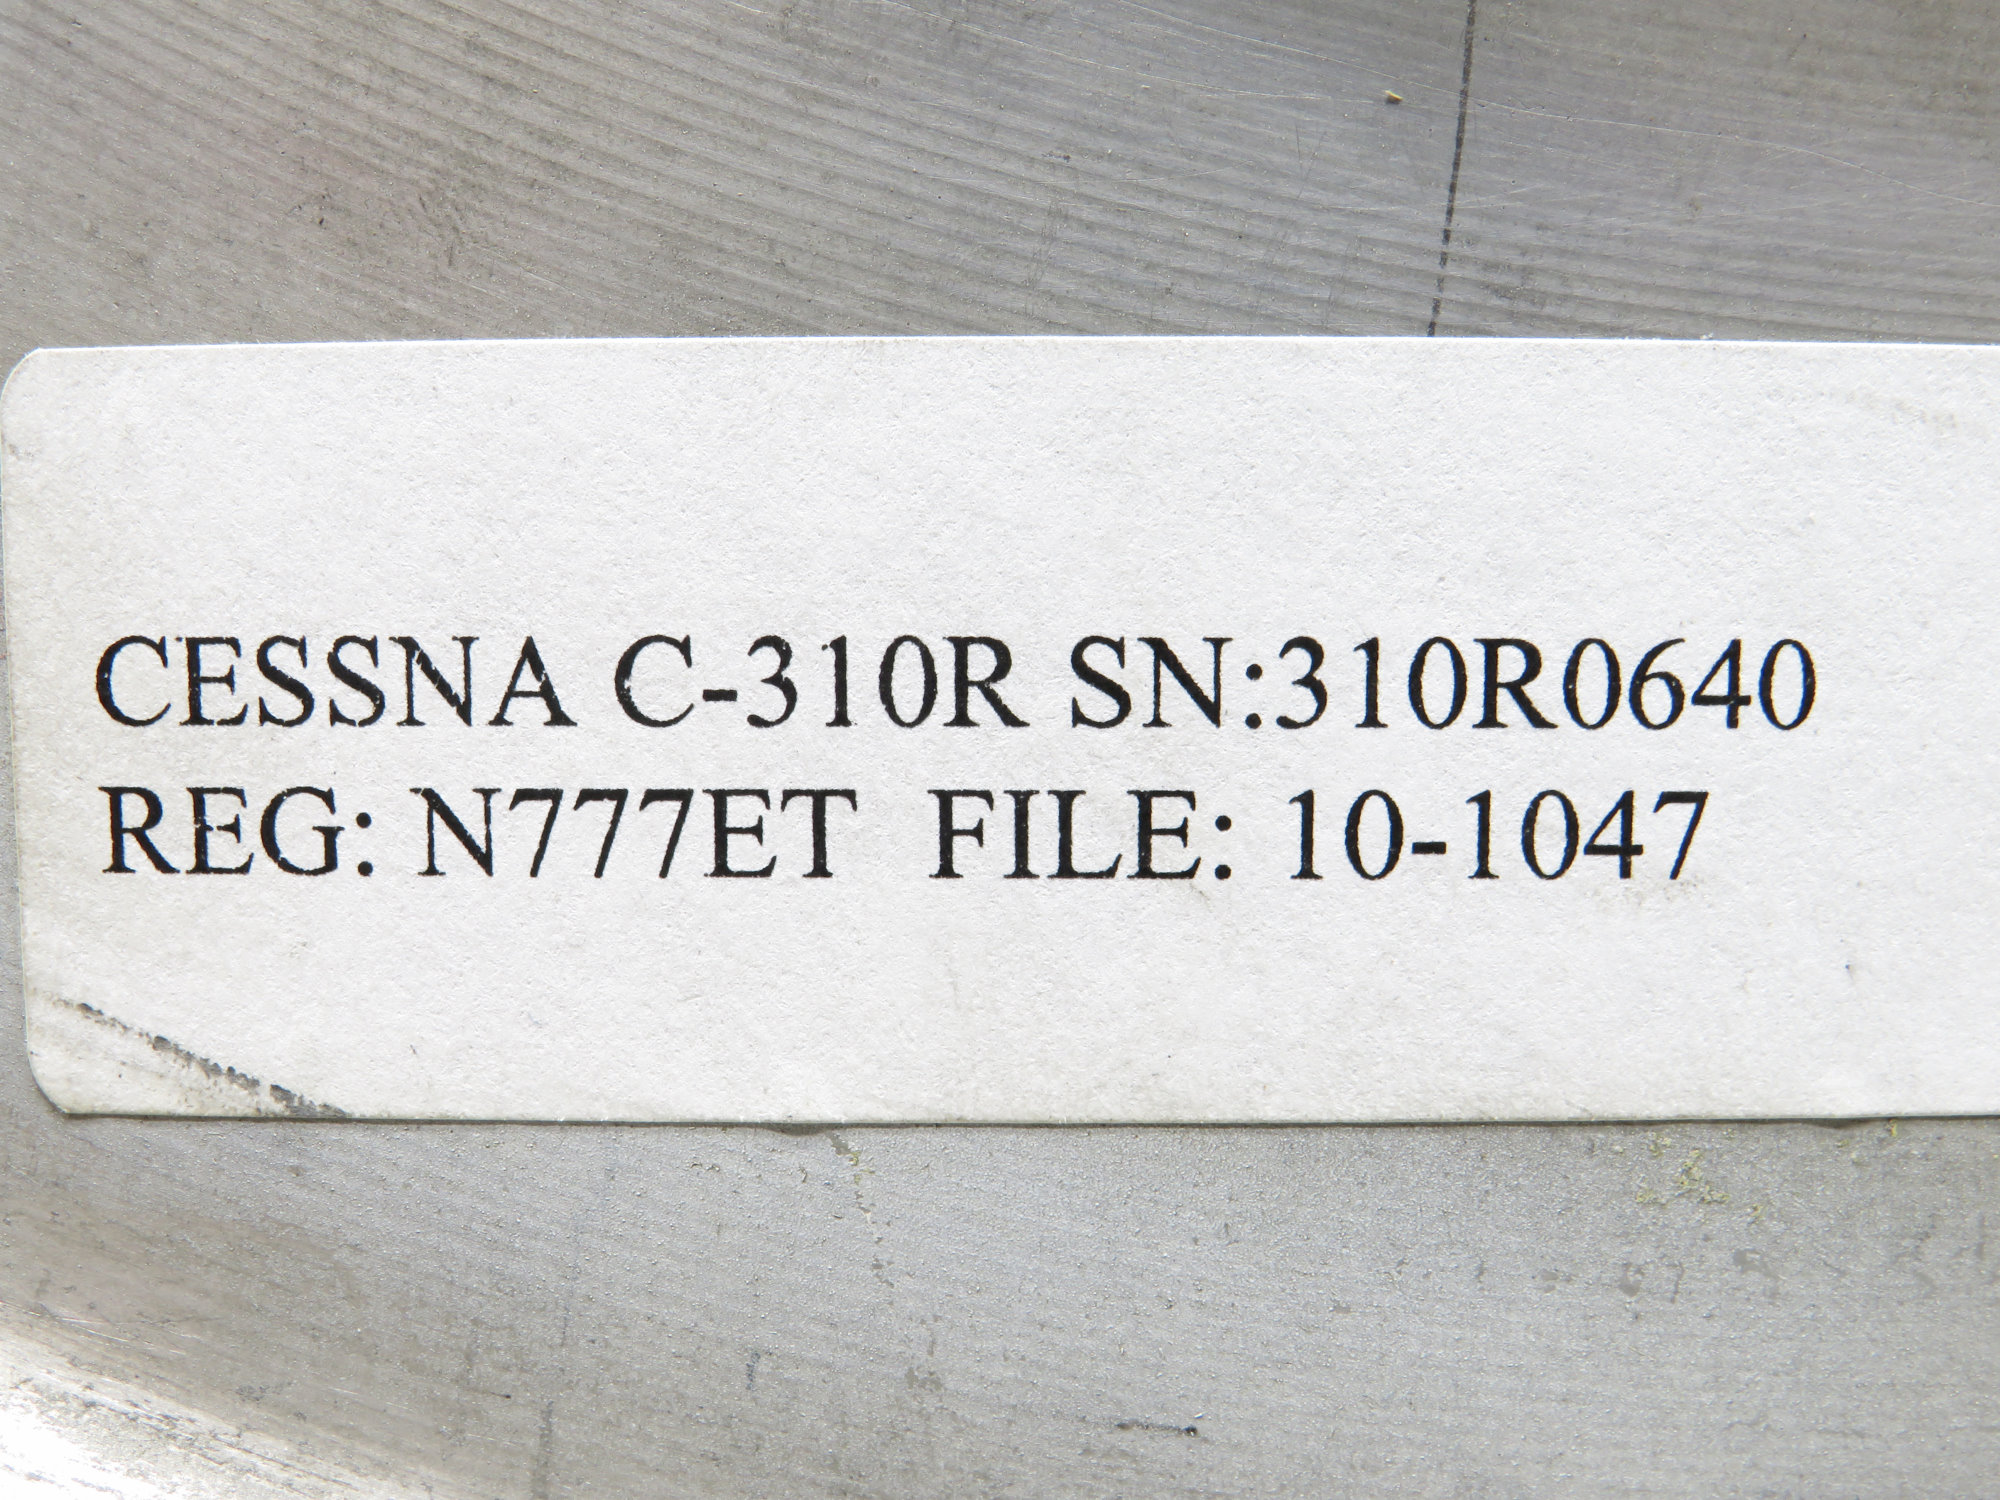 CESSNA C-310R SN:310R0640
REG: N777ET FILE: 10-1047